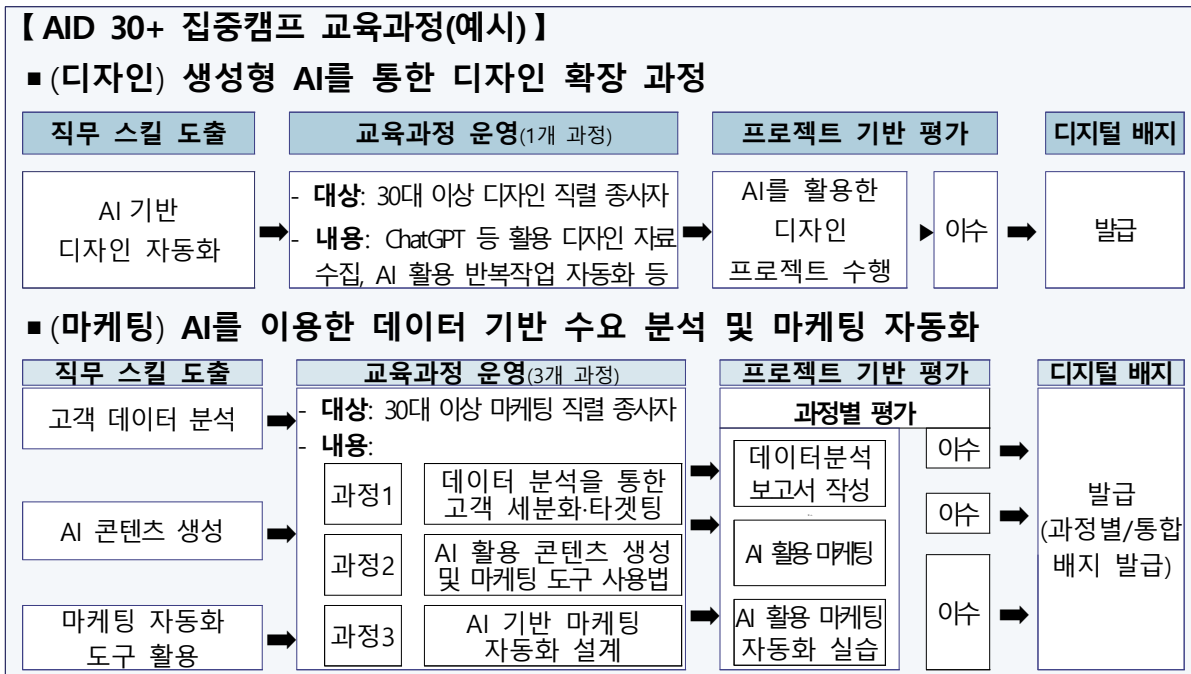 【 AID 30+ 집중캠프 교육과정(예시) 】
■ (디자인) 생성형 AI를 통한 디자인 확장 과정
직무 스킬 도출
교육과정 운영(1개 과정)
프로젝트 기반 평가
디지털 배지
AI 기반
디자인 자동화
- 대상: 30대 이상 디자인 직렬 종사자
- 내용: ChatGPT 등 활용 디자인 자료
수집, AI 활용 반복작업 자동화 등
AI를 활용한
디자인
프로젝트 수행
이수
발급
■ (마케팅) AI를 이용한 데이터 기반 수요 분석 및 마케팅 자동화
직무 스킬 도출
교육과정 운영(3개 과정)
프로젝트 기반 평가
디지털 배지
고객 데이터 분석
AI 콘텐츠 생성
마케팅 자동화
도구 활용
- 대상: 30대 이상 마케팅 직렬 종사자
- 내용:
과정1
데이터 분석을 통한
고객 세분화·타겟팅
과정2
AI 활용 콘텐츠 생성
및 마케팅 도구 사용법
과정3
AI 기반 마케팅
자동화 설계
과정별 평가
데이터분석
보고서 작성
이수
AI 활용 마케팅
이수
AI 활용 마케팅
자동화 실습
이수
발급
(과정별/통합
배지 발급)